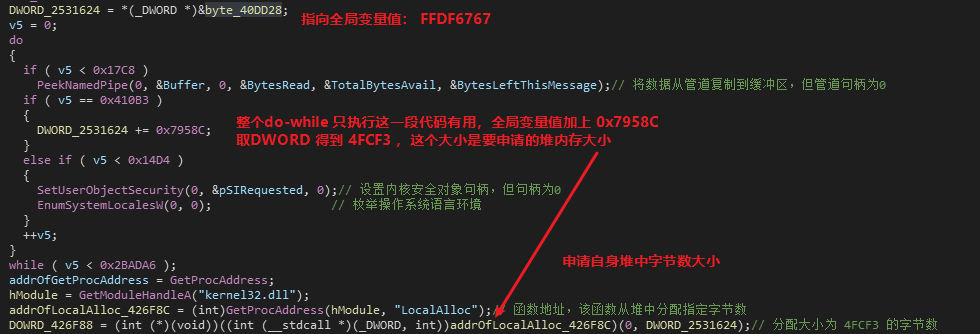 DWORD_2531624 = *(_DWORD *)&byte_40DD28;
指向全局变量值： FFDF6767
v5 = 0;
do
{
if ( v5 < 0x17C8 )
PeekNamedPipe(0, &Buffer, 0, &BytesRead, &TotalBytesAvail, &BytesLeftThisMessage);// 将数据从管道复制到缓冲区，但管道句柄为0
if ( v5 == 0x410B3 )
{
DWORD_2531624 += 0x7958C;
整个do-while 只执行这一段代码有用，全局变量值加上 0x7958C
取DWORD 得到 4FCF3 ，这个大小是要申请的堆内存大小
}
else if ( v5 < 0x14D4 )
{
SetUserObjectSecurity(0, &pSIRequested, 0);// 设置内核安全对象句柄，但句柄为0
EnumSystemLocalesW(0, 0); // 枚举操作系统语言环境
}
++v5;
}
while ( v5 < 0x2BADA6 );
申请自身堆中字节数大小
addrOfGetProcAddress = GetProcAddress;
hModule = GetModuleHandleA("kernel32.dll");
addrOfLocalAlloc_426F8C = (int)GetProcAddress(hModule, "LocalAlloc");// 函数地址，该函数从堆中分配指定字节数
DOWRD_426F88 = (int (*)(void))((int (__stdcall *)(_DWORD, int))addrOfLocalAlloc_426F8C)(0, DWORD_2531624);// 分配大小为 4FCF3 的字节数